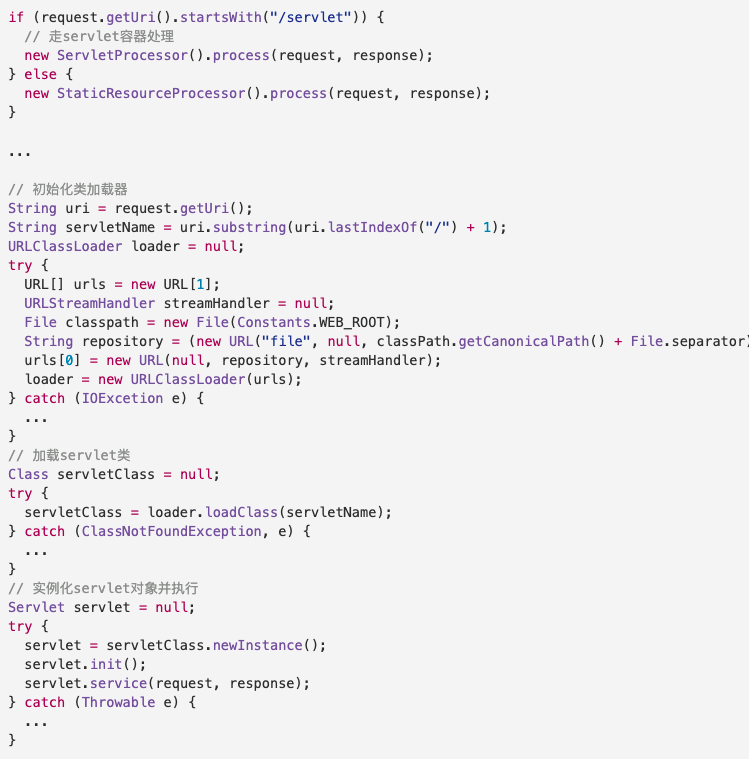 if (request.getUri().startsWith("/servlet")) {
  // 走servlet容器处理
  new ServletProcessor().process(request, response);
} else {
  new StaticResourceProcessor().process(request, response);
}
...
// 初始化类加载器
String uri = request.getUri();
String servletName = uri.substring(uri.lastIndexOf("/") + 1);
URLClassLoader loader = null;
try {
  URL[] urls = new URL[1];
  URLStreamHandler streamHandler = null;
  File classpath = new File(Constants.WEB_ROOT);
  String repository = (new URL("file", null, classPath.getCanonicalPath() + File.separator)
  urls[0] = new URL(null, repository, streamHandler);
  loader = new URLClassLoader(urls);
} catch (IOExcetion e) {
  ...
}
// 加载servlet类
Class servletClass = null;
try {
  servletClass = loader.loadClass(servletName);
} catch (ClassNotFoundException, e) {
  ...
}
// 实例化servlet对象并执行
Servlet servlet = null;
try {
  servlet = servletClass.newInstance();
  servlet.init();
  servlet.service(request, response);
} catch (Throwable e) {
  ...
}